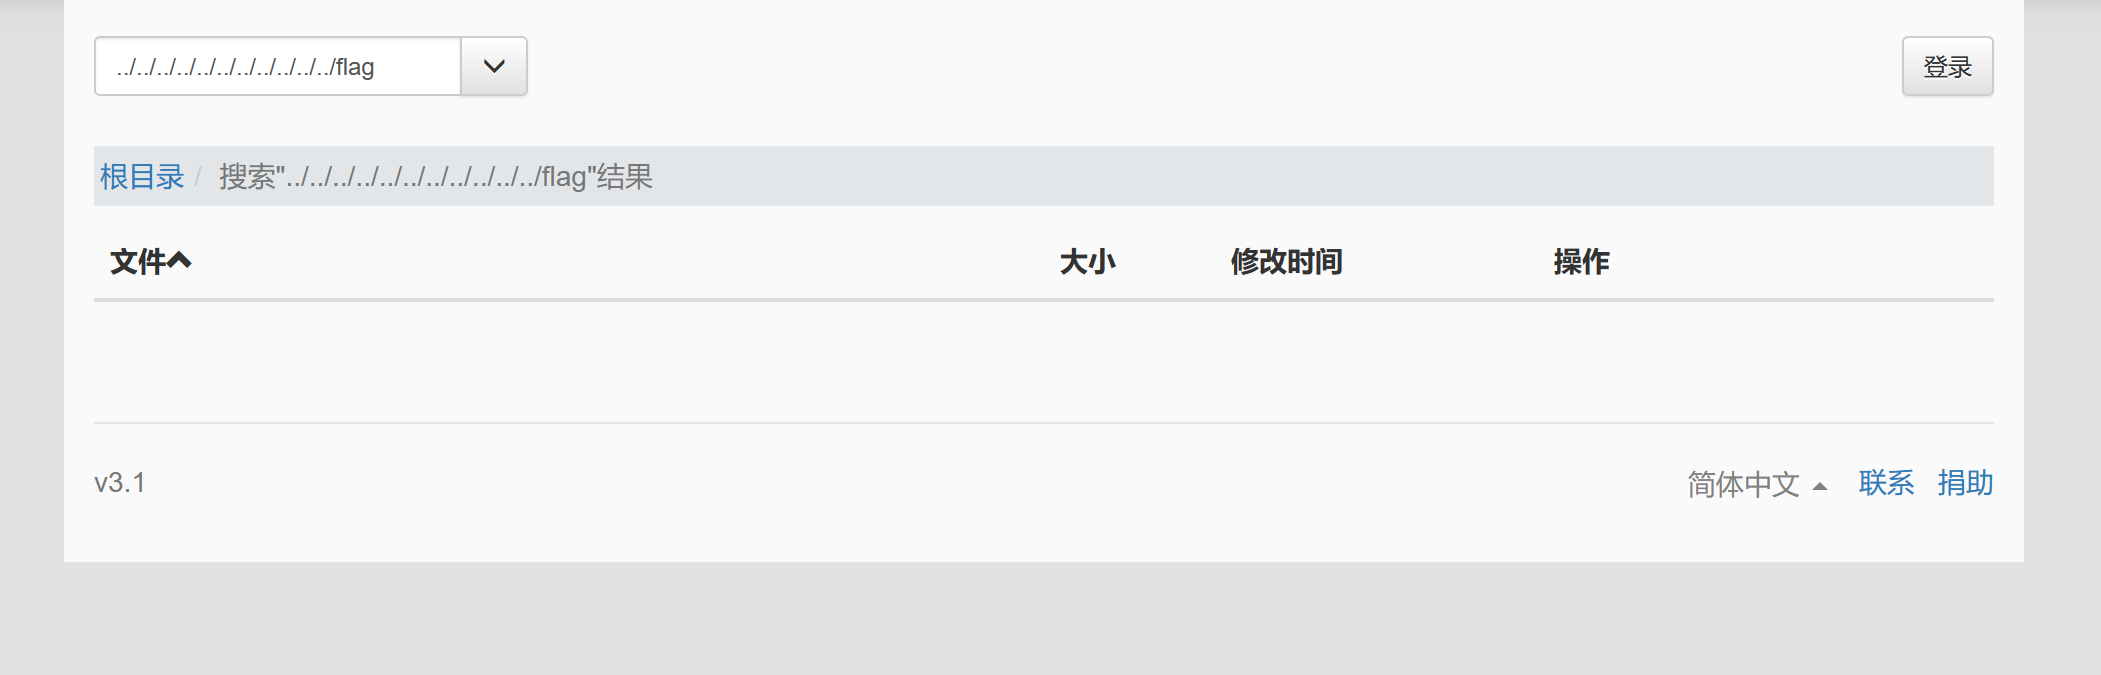 ../../../../../../../../../../../flag
登录
根目录 / 搜索"../../../../../../../../../../../flag"结果
文件 大小 修改时间 操作
v3.1 简体中文 联系 捐助